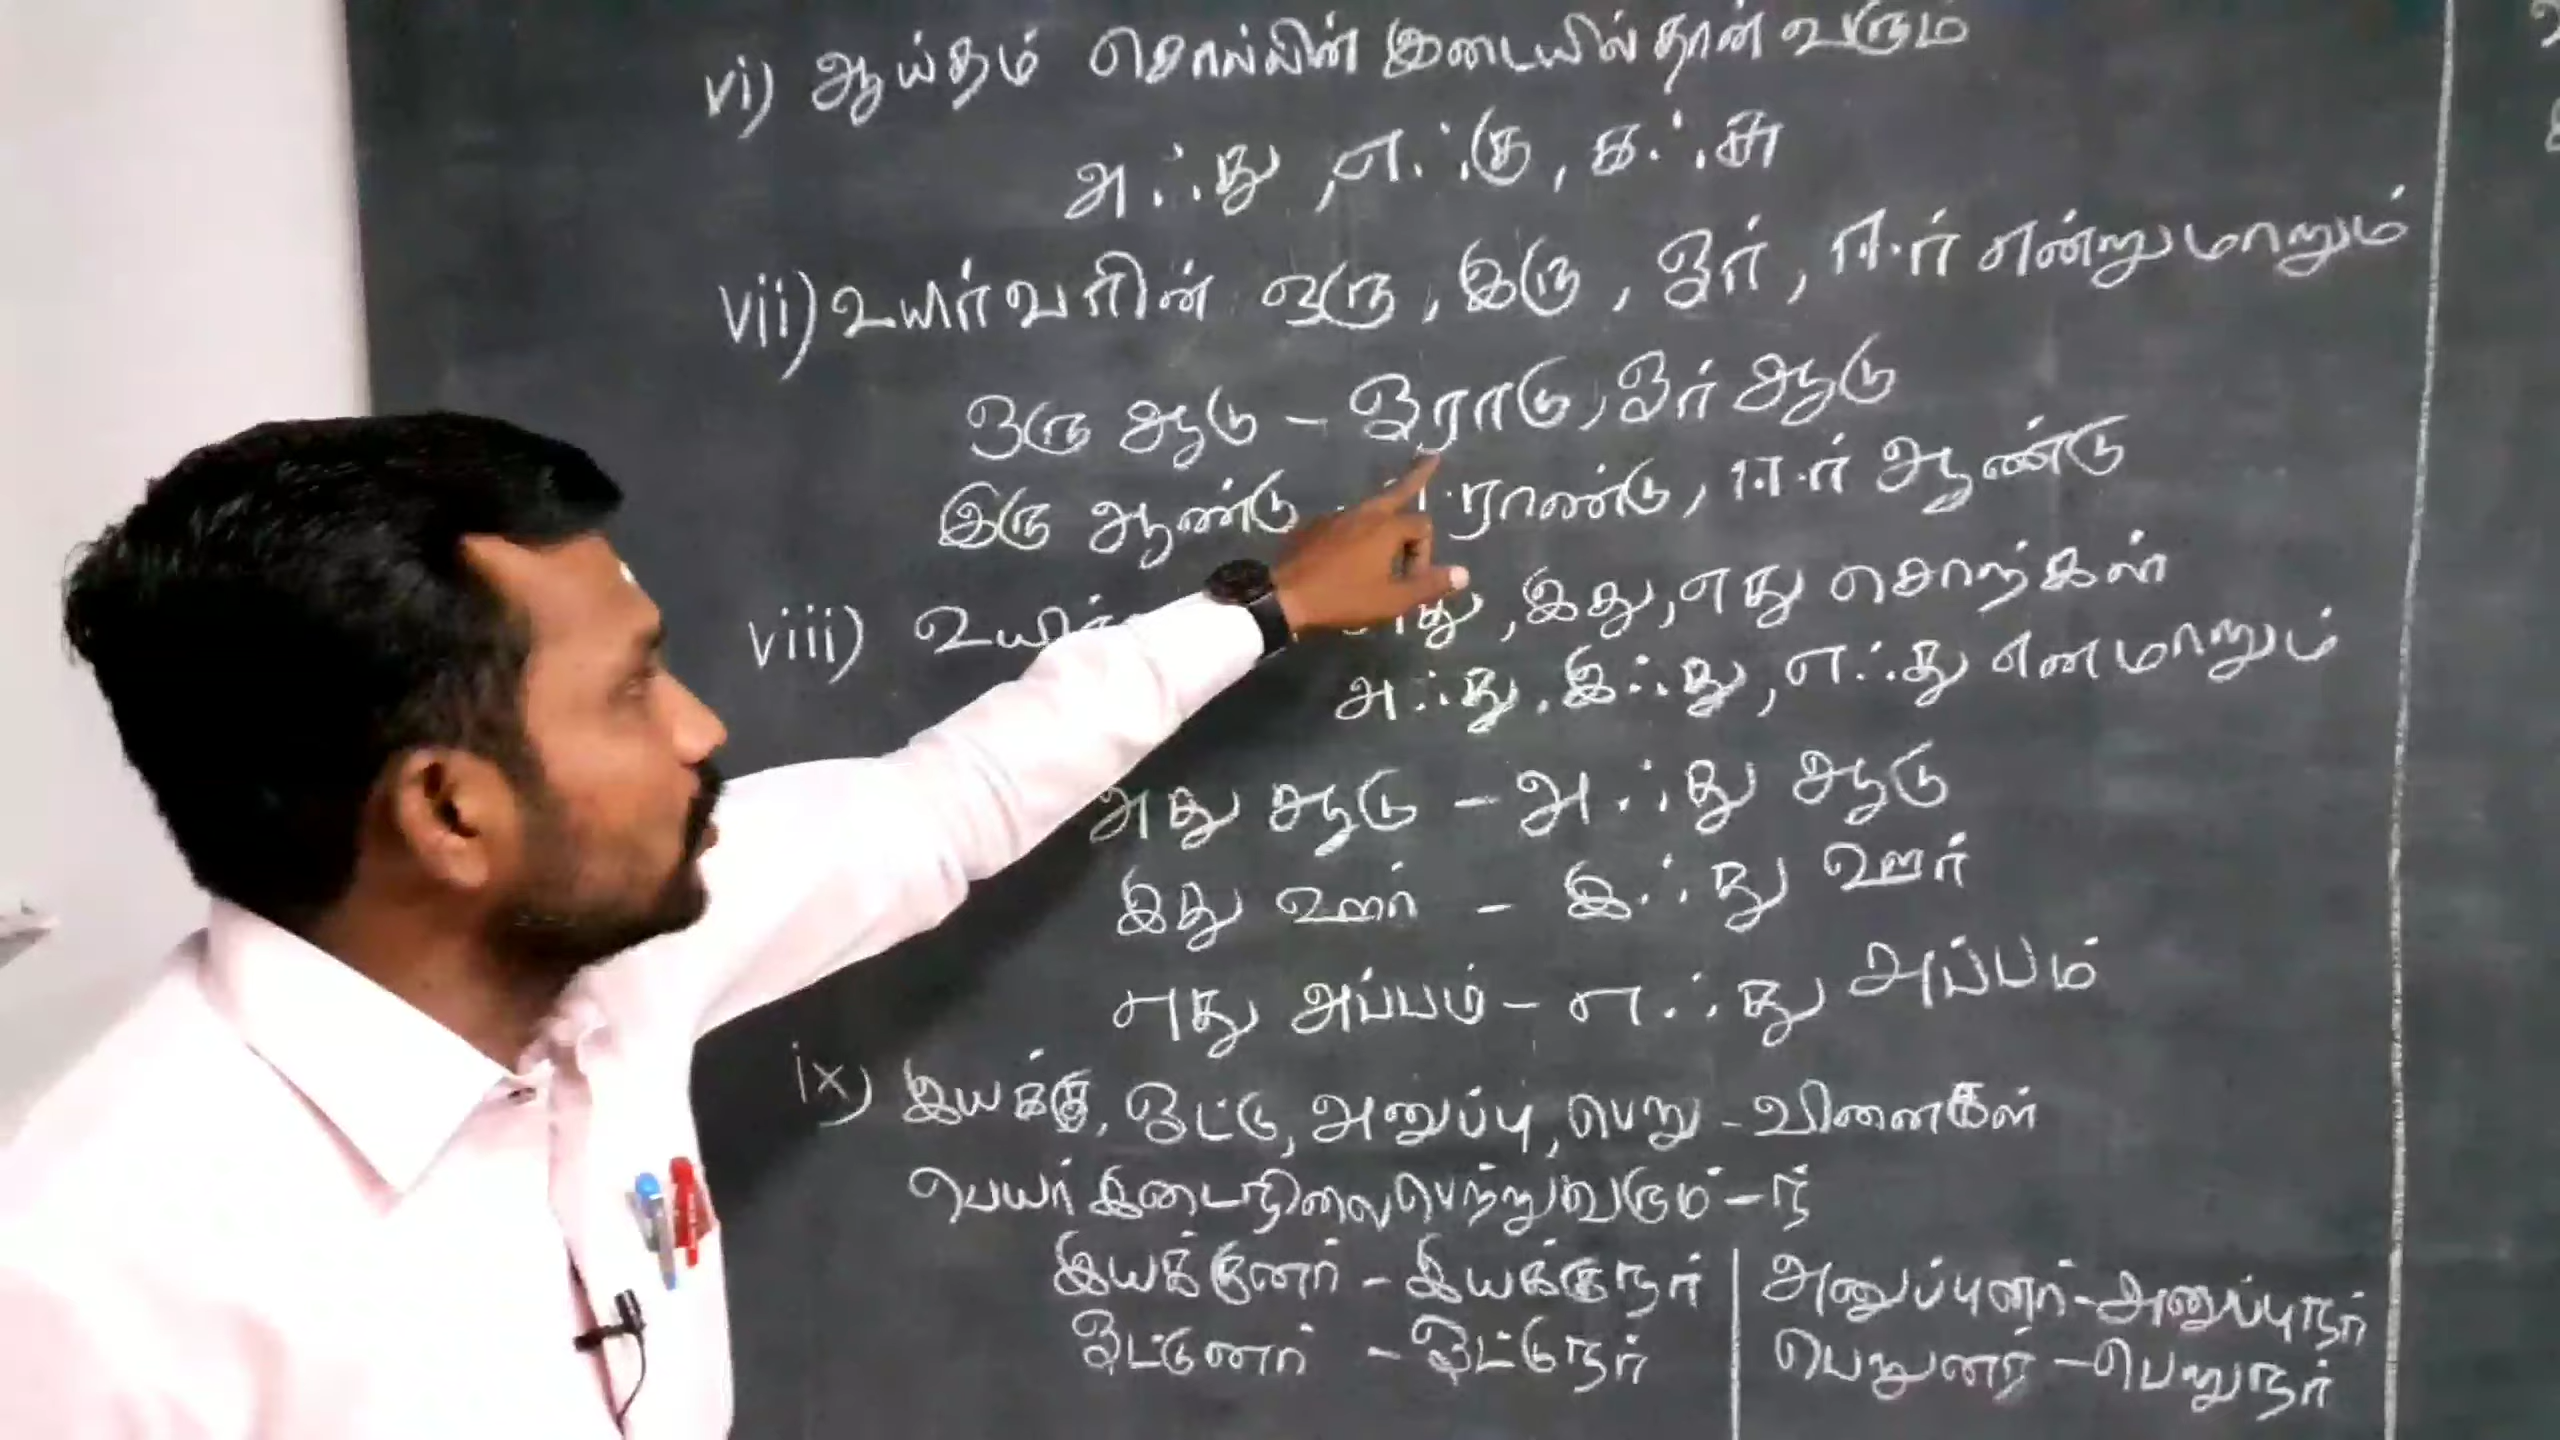 vi) ஆய்தம் சொல்லின் இடையில்தான் வரும்
அஃது, எஃகு, கஃசு
vii) உயிர்வரின் ஒரு, இரு, ஓர், ஈர் என்றுமாறும்
ஒரு ஆடு - ஓராடு, ஓர் ஆடு
இரு ஆண்டு ஈராண்டு, ஈர் ஆண்டு
viii) அது, இது, எது சொற்கள்
அஃது, இஃது, எஃது எனமாறும்
அது ஆடு - அஃது ஆடு
இது ஊர் - இஃது ஊர்
எது அப்பம் - எஃது அப்பம்
ix) இயக்கு, ஓட்டு, அனுப்பு, பெறு - வினைகள்
பெயர் இடைநிலைபெற்றுவரும் - ந்
இயக்குனர் - இயக்குநர் | அனுப்புனர் - அனுப்புநர்
ஓட்டுனர் - ஓட்டுநர் | பெறுனர் - பெறுநர்